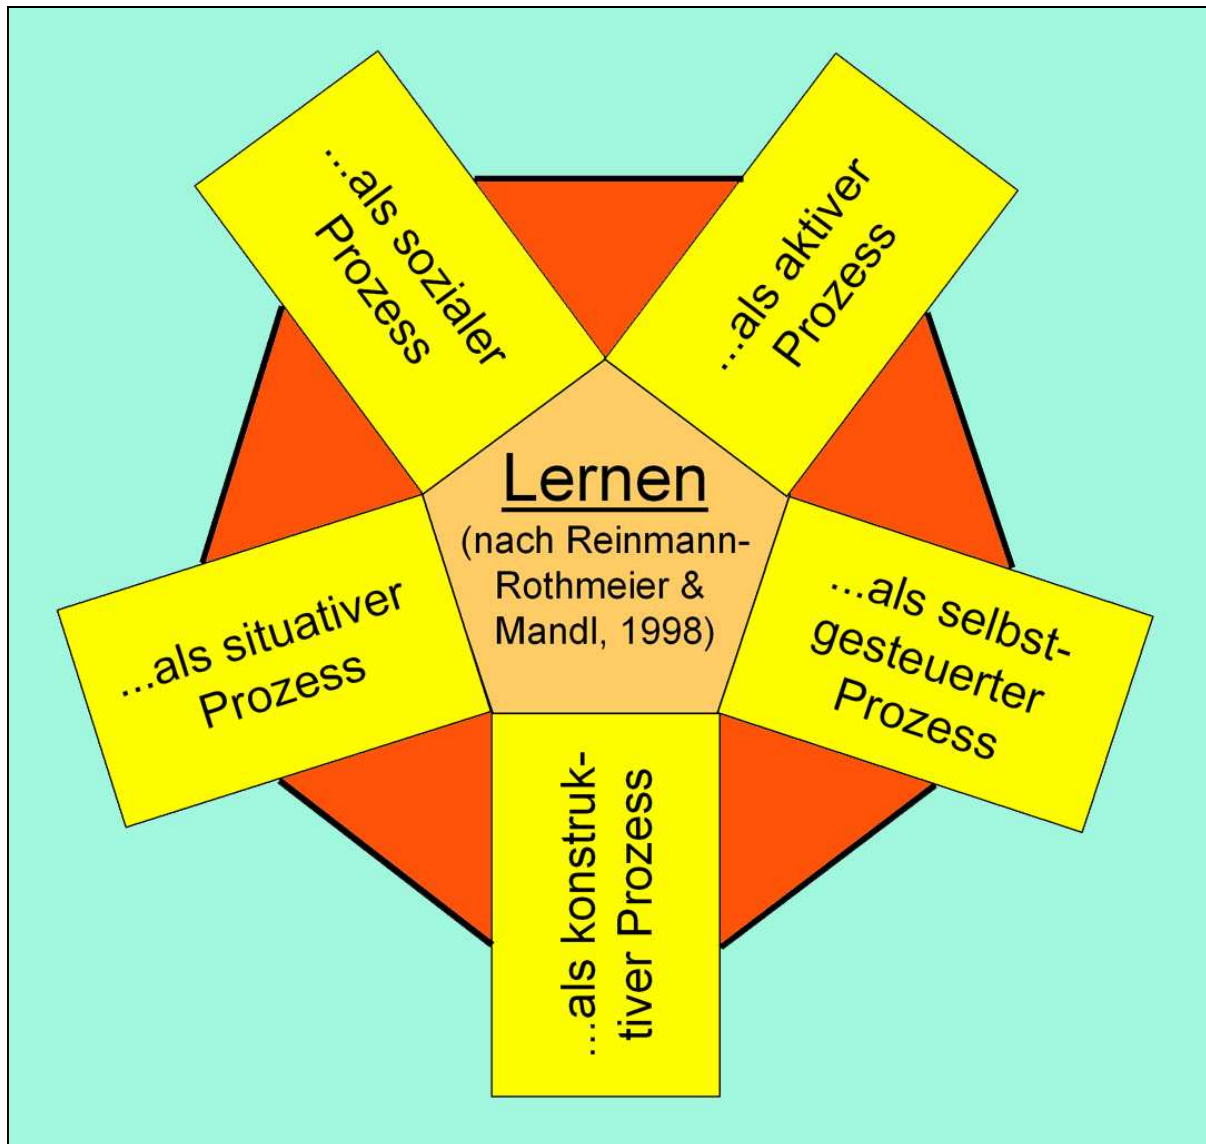 ...als sozialer
Prozess
...als aktiver
Prozess
Lernen
(nach Reinmann-
Rothmeier &
Mandl, 1998)
...als situativer
Prozess
...als selbst-
gesteuerter
Prozess
...als konstruk-
tiver Prozess